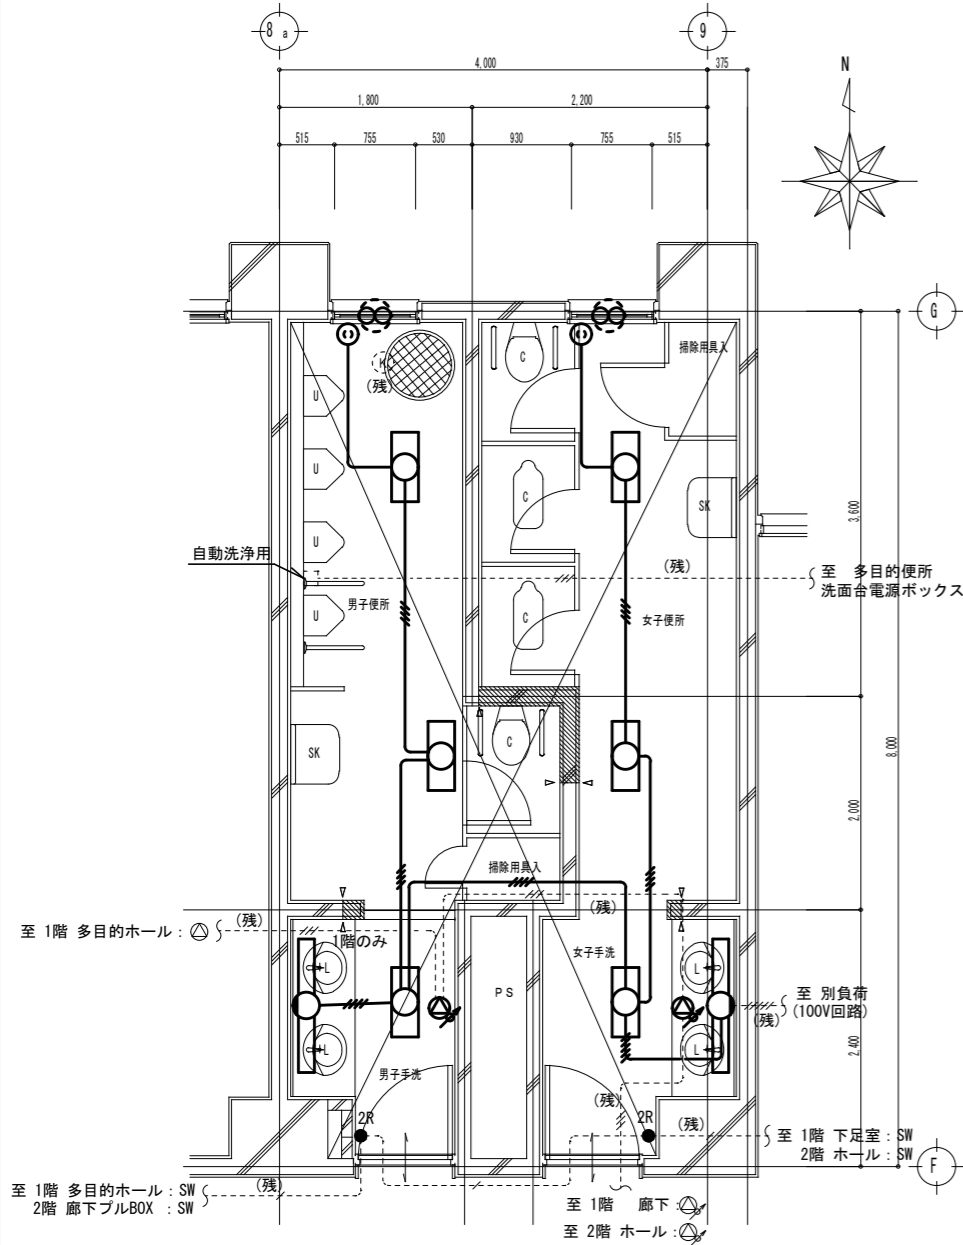 8 a
9
4,000
375
N
1,800
2,200
515
755
530
930
755
515
G
掃除用具入
K
C
(残)
U
U
C
SK
3,600
U
自動洗浄用
(残)
至 多目的便所
洗面台電源ボックス
男子便所
U
C
女子便所
C
SK
8,000
2,000
掃除用具入
(残)
(残)
至 1階 多目的ホール：
1階のみ
女子手洗
L
L
PS
至 別負荷
(100V回路)
(残)
L
L
2,400
男子手洗
(残)
2R
2R
(残)
至 1階 下足室：SW
2階 ホール：SW
F
(残)
至 1階 多目的ホール：SW
2階 廊下プルBOX ：SW
至 1階 廊下：
至 2階 ホール：